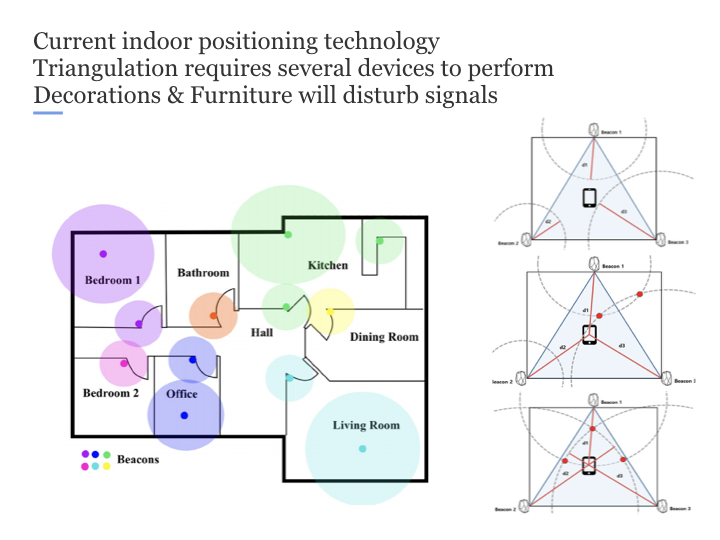 Current indoor positioning technology
Triangulation requires several devices to perform
Decorations & Furniture will disturb signals
Beacon 1
d1
d2
d3
Beacon 2
Beacon 3
Bedroom 1
Bathroom
Kitchen
Hall
Dining Room
Bedroom 2
Office
Living Room
Beacons
Beacon 1
d1
d2
d3
Beacon 2
Beacon 3
Beacon 1
d1
d2
d3
Beacon 2
Beacon 3